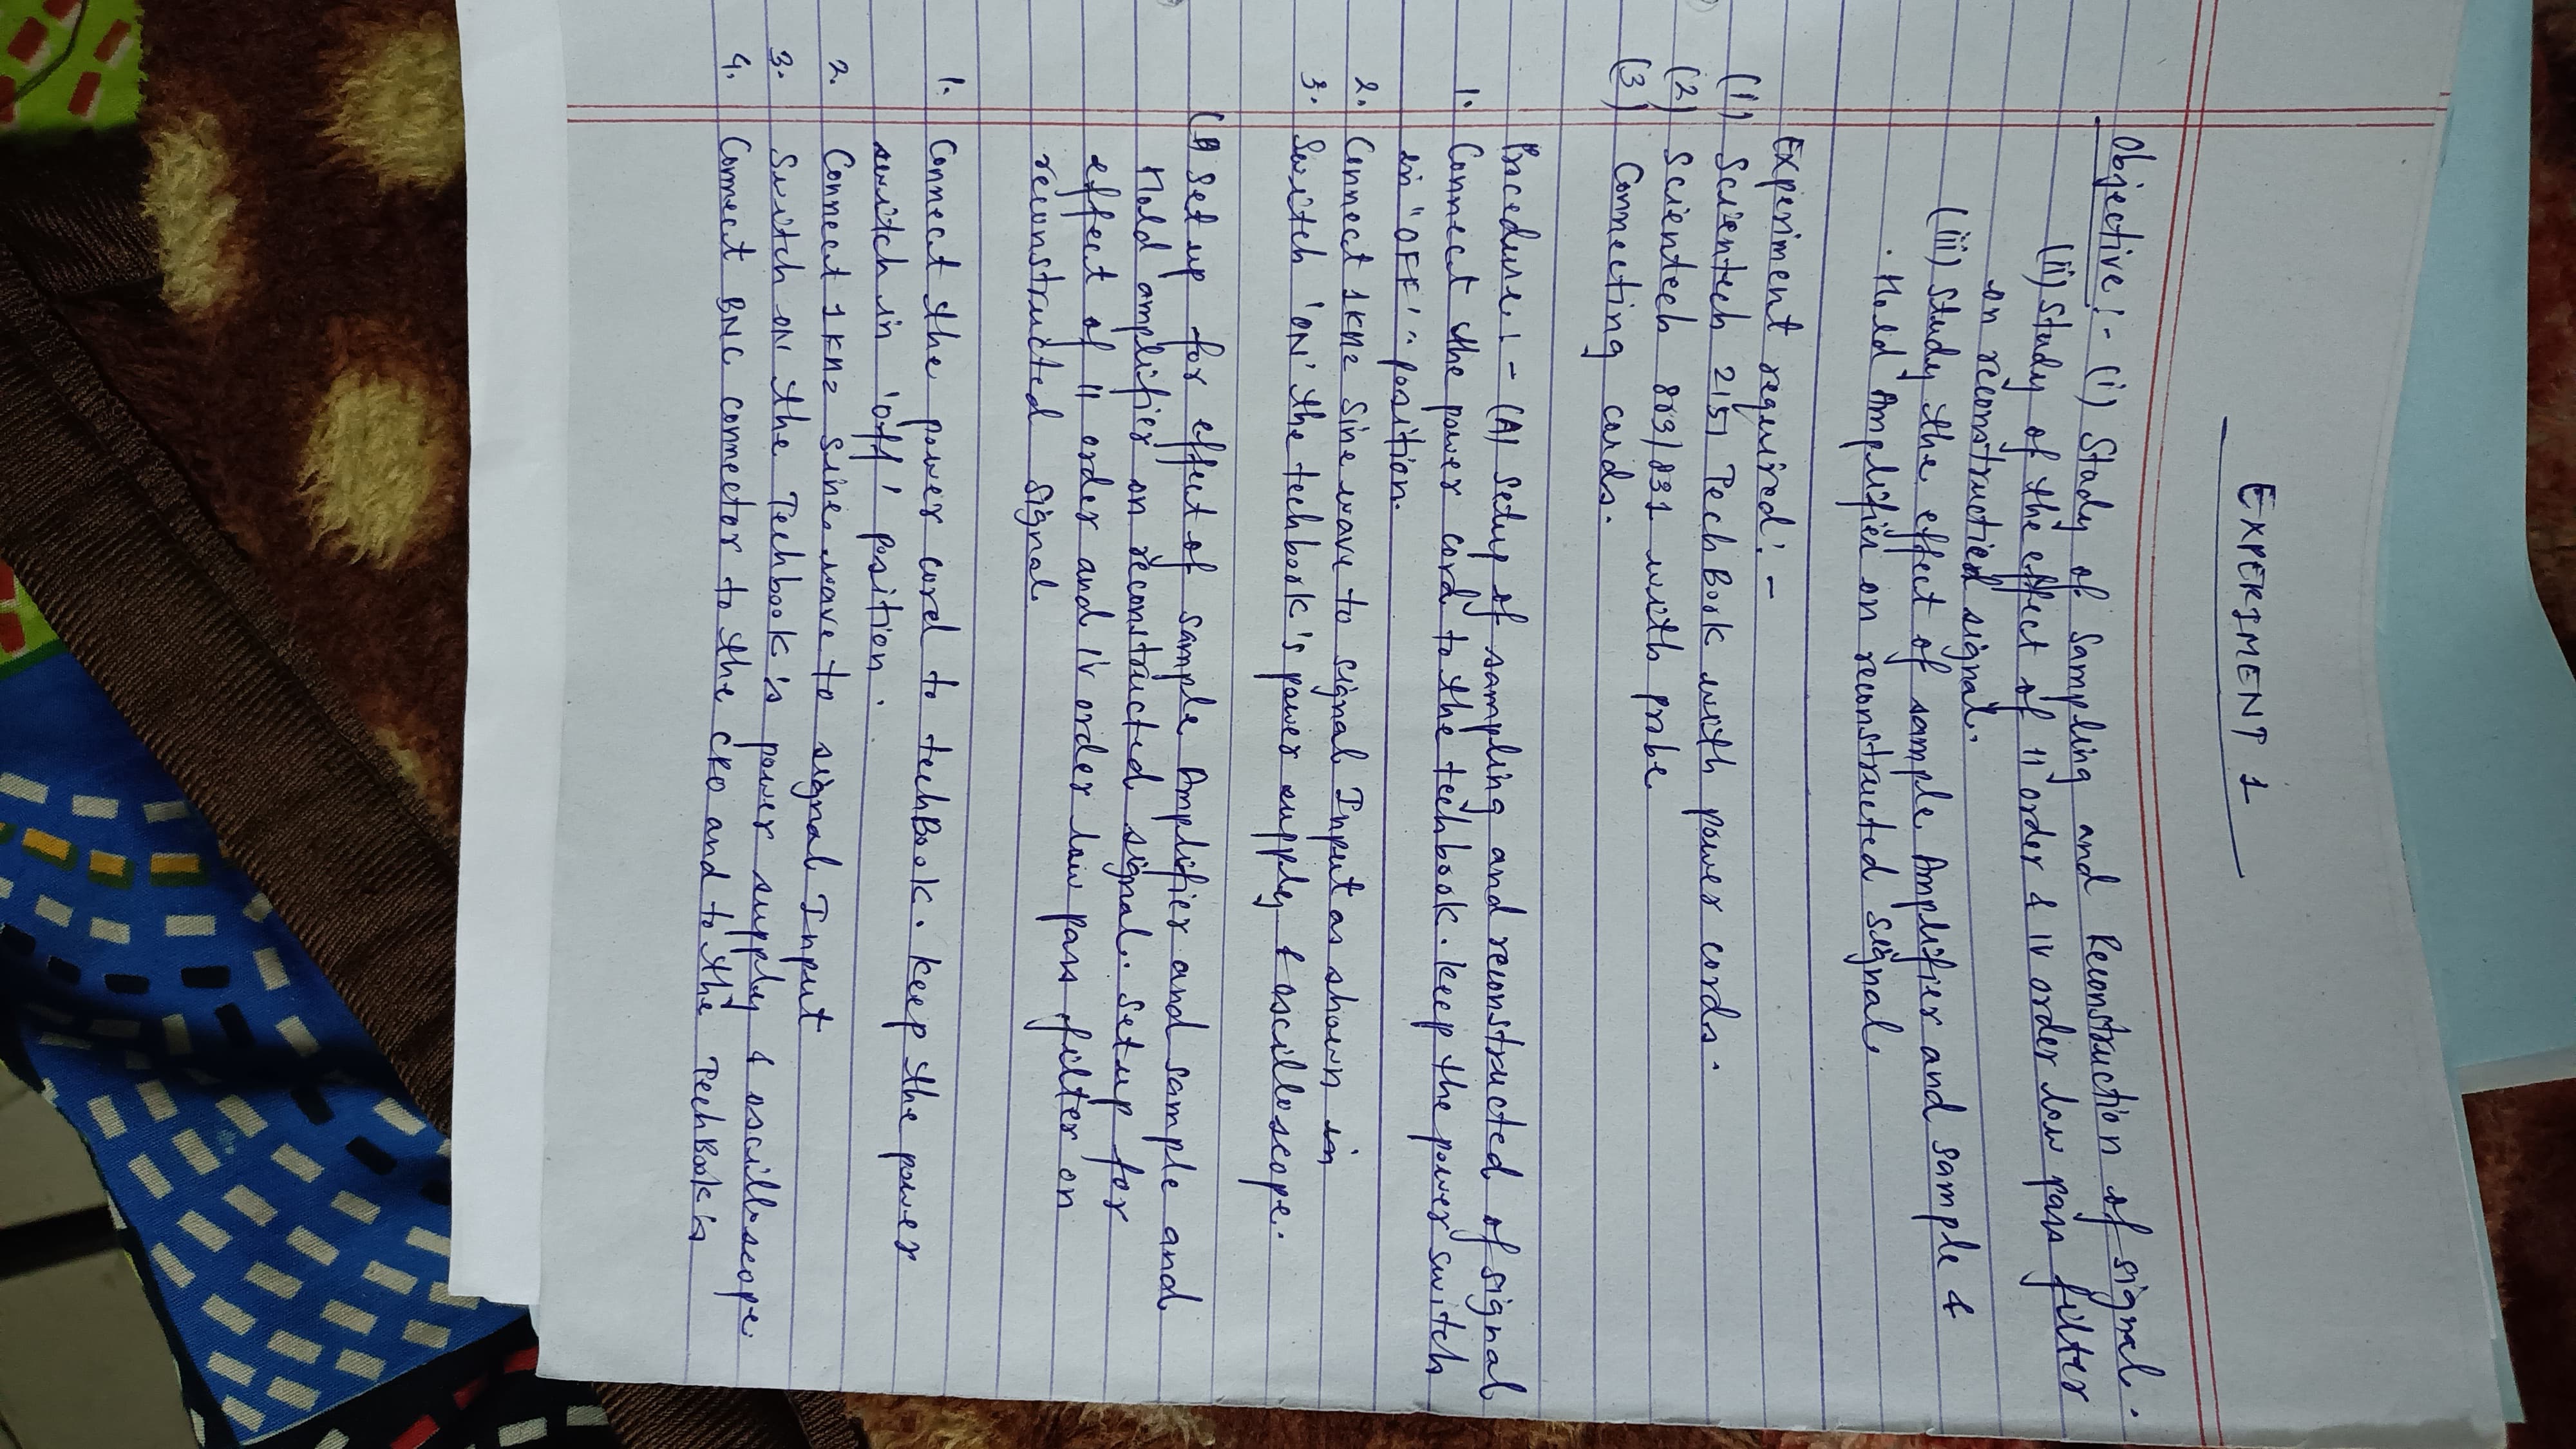 EXPERIMENT 1
Objective :- (i) Study of Sampling and Reconstruction of signal.
(ii) Study of the effect of II order & IV order low pass filter
on reconstructed signal.
(iii) Study the effect of sample Amplifier and sample &
Hold Amplifier on reconstructed signal.
Experiment required :-
(1) Scientech 2151 TechBook with power cords.
(2) Scientech 803/831 with probe.
(3) Connecting cards.
Procedure :- (A) Setup of sampling and reconstructed of signal
1. Connect the power cord to the techbook. keep the power switch
in "OFF" position.
2. Connect 1KHz Sine wave to signal Input as shown in
3. Switch 'ON' the techbook's power supply & oscilloscope.
(B) Set up for effect of sample Amplifier and sample and
Hold amplifier on reconstructed signal. Setup for
effect of II order and IV order low pass filter on
reconstructed signal.
1. Connect the power cord to techBook. keep the power
switch in 'off' position.
2. Connect 1KHz Sine wave to signal Input
3. Switch ON the Techbook's power supply & oscilloscope.
4. Connect BNC connector to the CRO and to the TechBook's